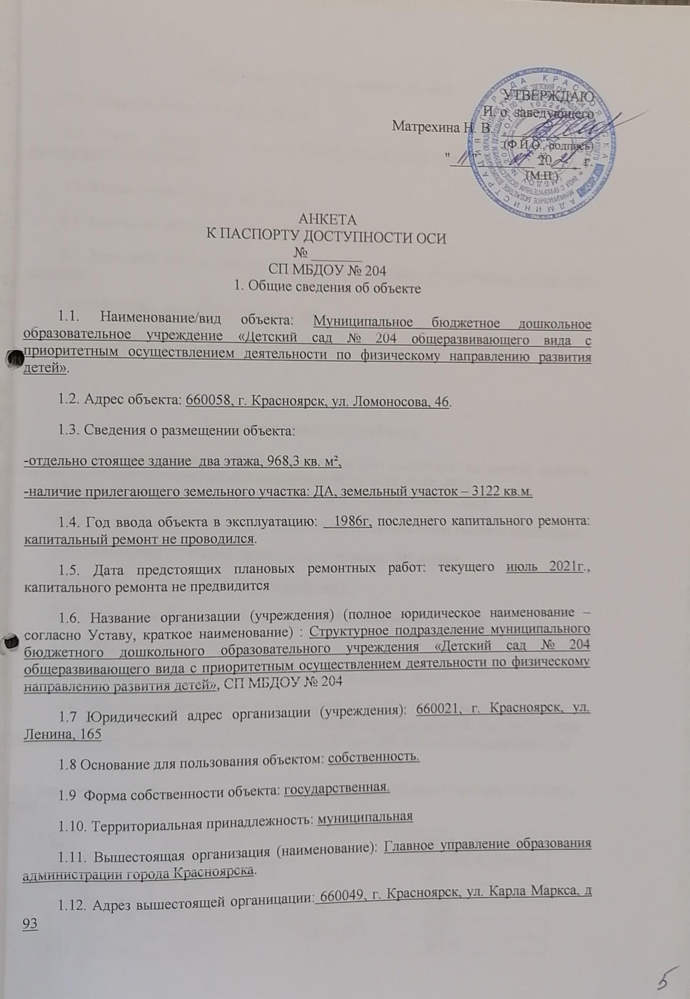 УТВЕРЖДАЮ
И. о. заведующего
Матрехина Н. В.
(Ф.И.О., подпись)
"11" 20 г.
(М.П.)
АДМИНИСТРАЦИЯ ГОРОДА КРАСНОЯРСКА
АНКЕТА
К ПАСПОРТУ ДОСТУПНОСТИ ОСИ
№ _______
СП МБДОУ № 204
1. Общие сведения об объекте
1.1. Наименование/вид объекта: Муниципальное бюджетное дошкольное
образовательное учреждение «Детский сад № 204 общеразвивающего вида с
приоритетным осуществлением деятельности по физическому направлению развития
детей».
1.2. Адрес объекта: 660058, г. Красноярск, ул. Ломоносова, 46.
1.3. Сведения о размещении объекта:
-отдельно стоящее здание два этажа, 968,3 кв. м²,
-наличие прилегающего земельного участка: ДА, земельный участок – 3122 кв.м.
1.4. Год ввода объекта в эксплуатацию: 1986г, последнего капитального ремонта:
капитальный ремонт не проводился.
1.5. Дата предстоящих плановых ремонтных работ: текущего июль 2021г.,
капитального ремонта не предвидится
1.6. Название организации (учреждения) (полное юридическое наименование –
согласно Уставу, краткое наименование) : Структурное подразделение муниципального
бюджетного дошкольного образовательного учреждения «Детский сад № 204
общеразвивающего вида с приоритетным осуществлением деятельности по физическому
направлению развития детей», СП МБДОУ № 204
1.7 Юридический адрес организации (учреждения): 660021, г. Красноярск, ул.
Ленина, 165
1.8 Основание для пользования объектом: собственность.
1.9 Форма собственности объекта: государственная.
1.10. Территориальная принадлежность: муниципальная
1.11. Вышестоящая организация (наименование): Главное управление образования
администрации города Красноярска.
1.12. Адрез вышестоящей органицации: 660049, г. Красноярск, ул. Карла Маркса, д
93
5